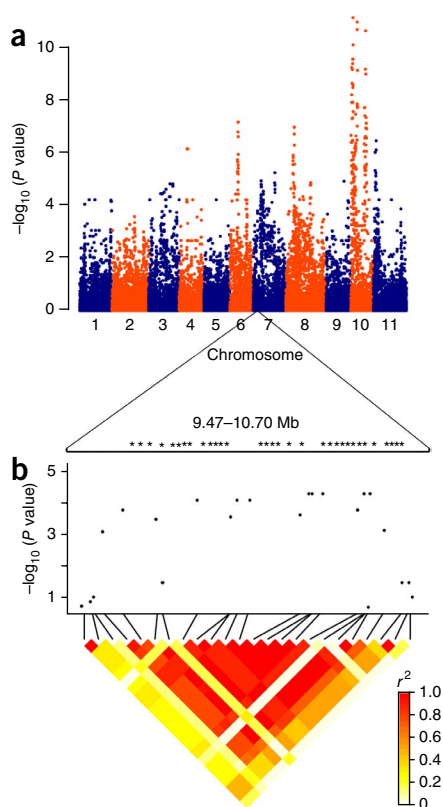 a
10
8
6
4
2
0
–log10 (P value)
1 2 3 4 5 6 7 8 9 10 11
Chromosome
9.47–10.70 Mb
* * * * * * * * * * * * * * * * * * * * * * * * * * * * * * * *
b
5
3
1
–log10 (P value)
r2
1.0
0.8
0.6
0.4
0.2
0